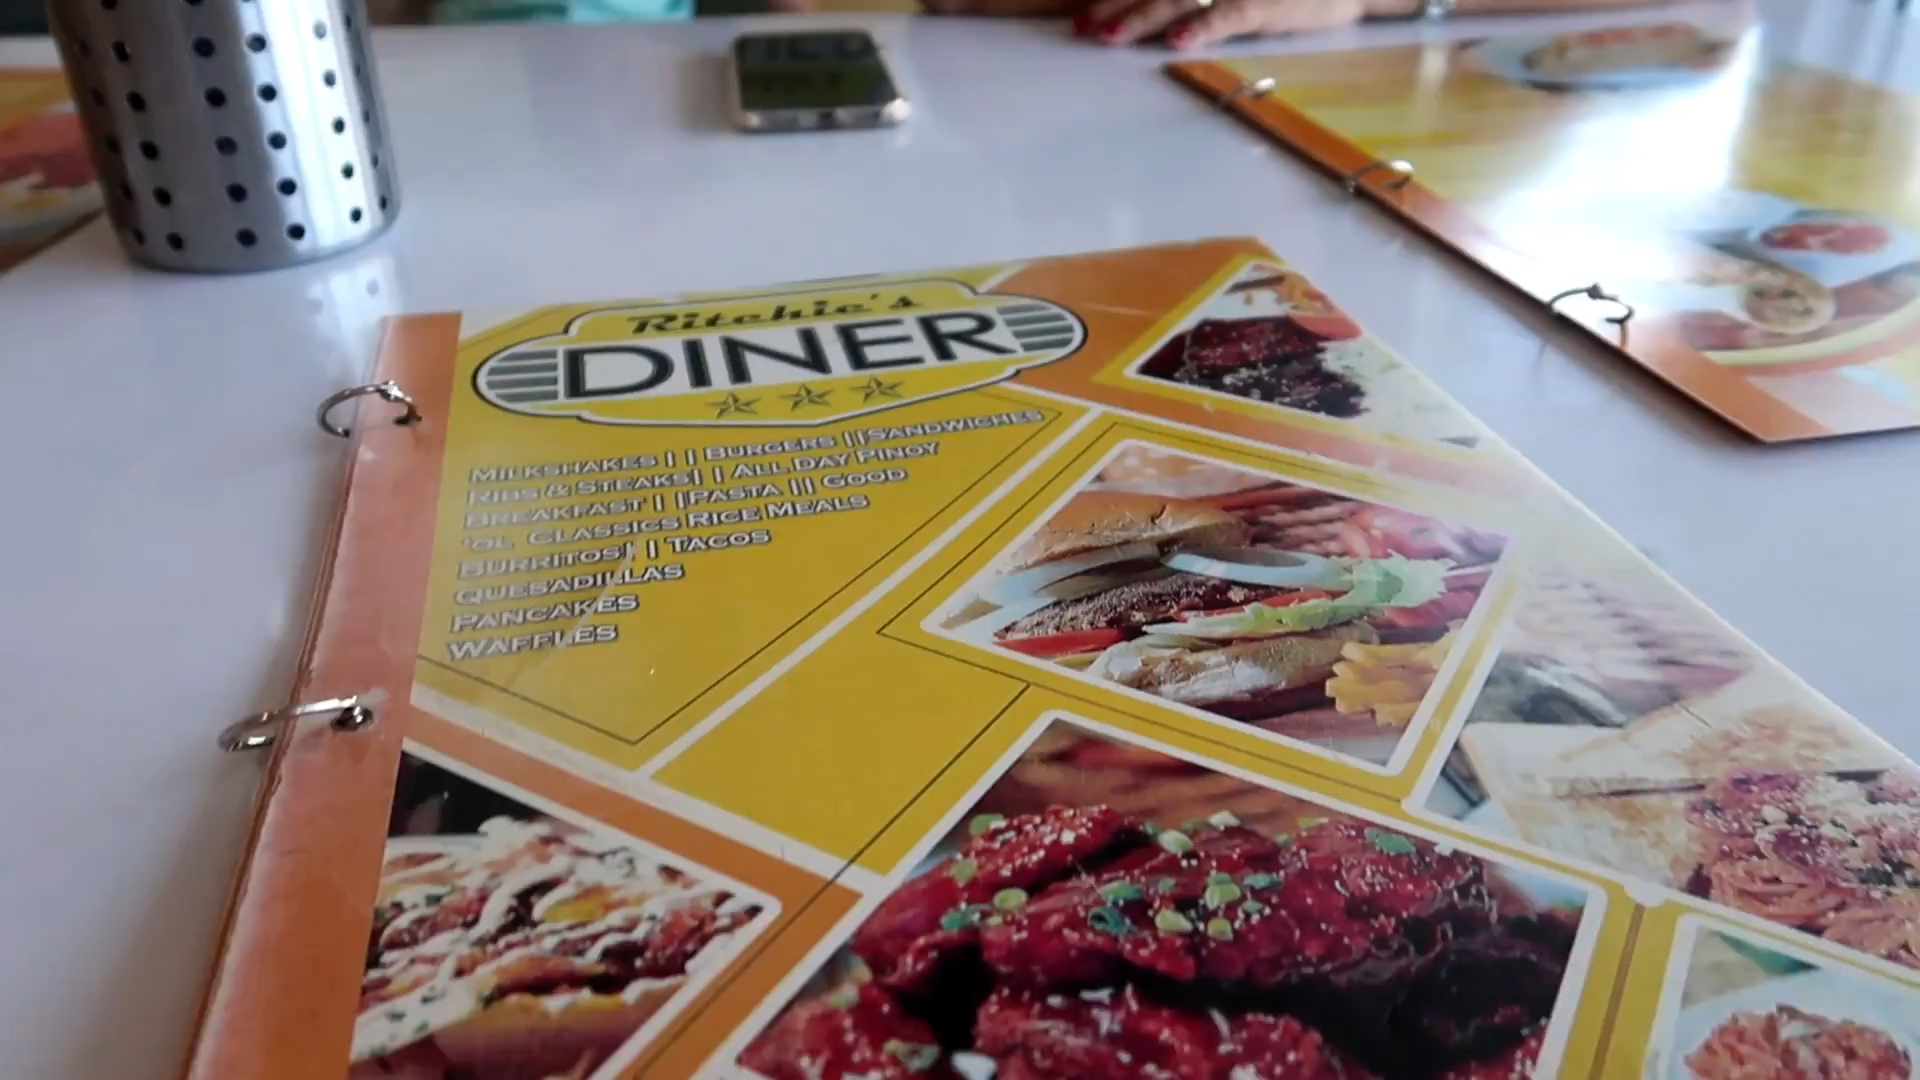 Ritchie's
DINER
MILKSHAKES || BURGERS || SANDWICHES
RIBS & STEAKS || ALL DAY PINOY
BREAKFAST || PASTA || GOOD
'OL CLASSICS RICE MEALS
BURRITOS || TACOS
QUESADILLAS
PANCAKES
WAFFLES